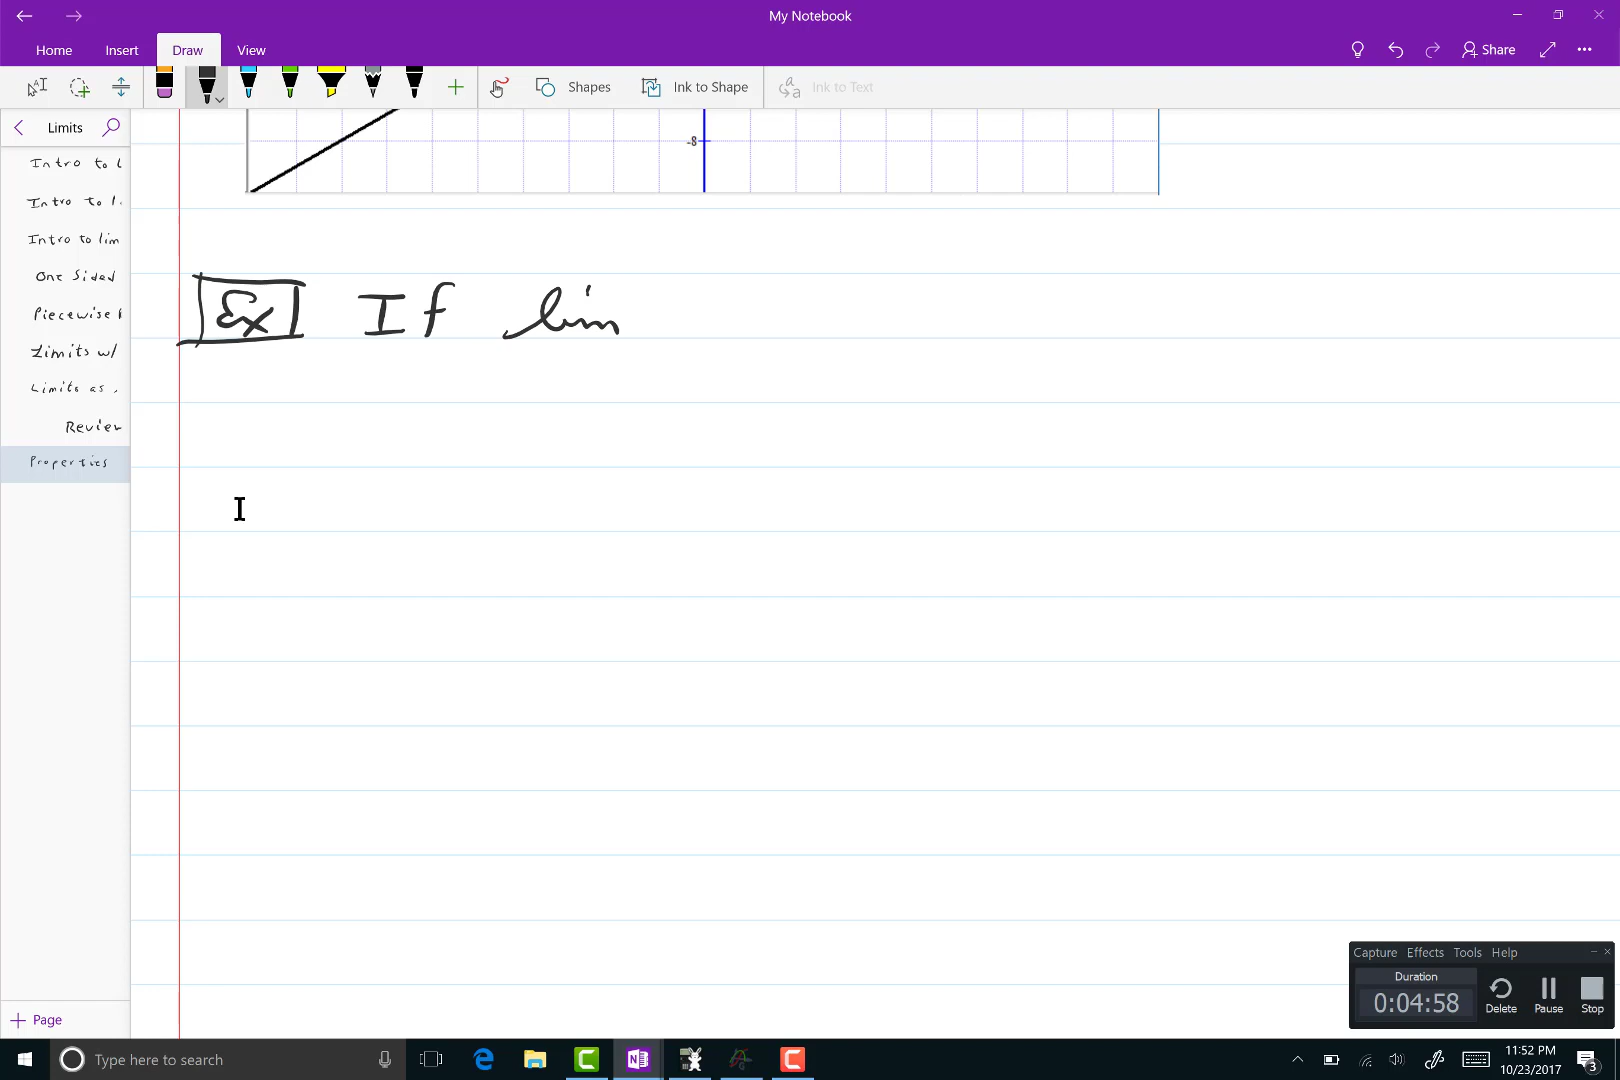 My Notebook
Home Insert Draw View Share
Shapes Ink to Shape Ink to Text
Limits
Intro to
Intro to
Intro to lim
One Sided
Piecewise
Limits w/
Limits as
Review
Properties
-8
Ex If lim
Capture Effects Tools Help
Duration
0:04:58
Delete Pause Stop
+ Page
Type here to search
11:52 PM
10/23/2017
3